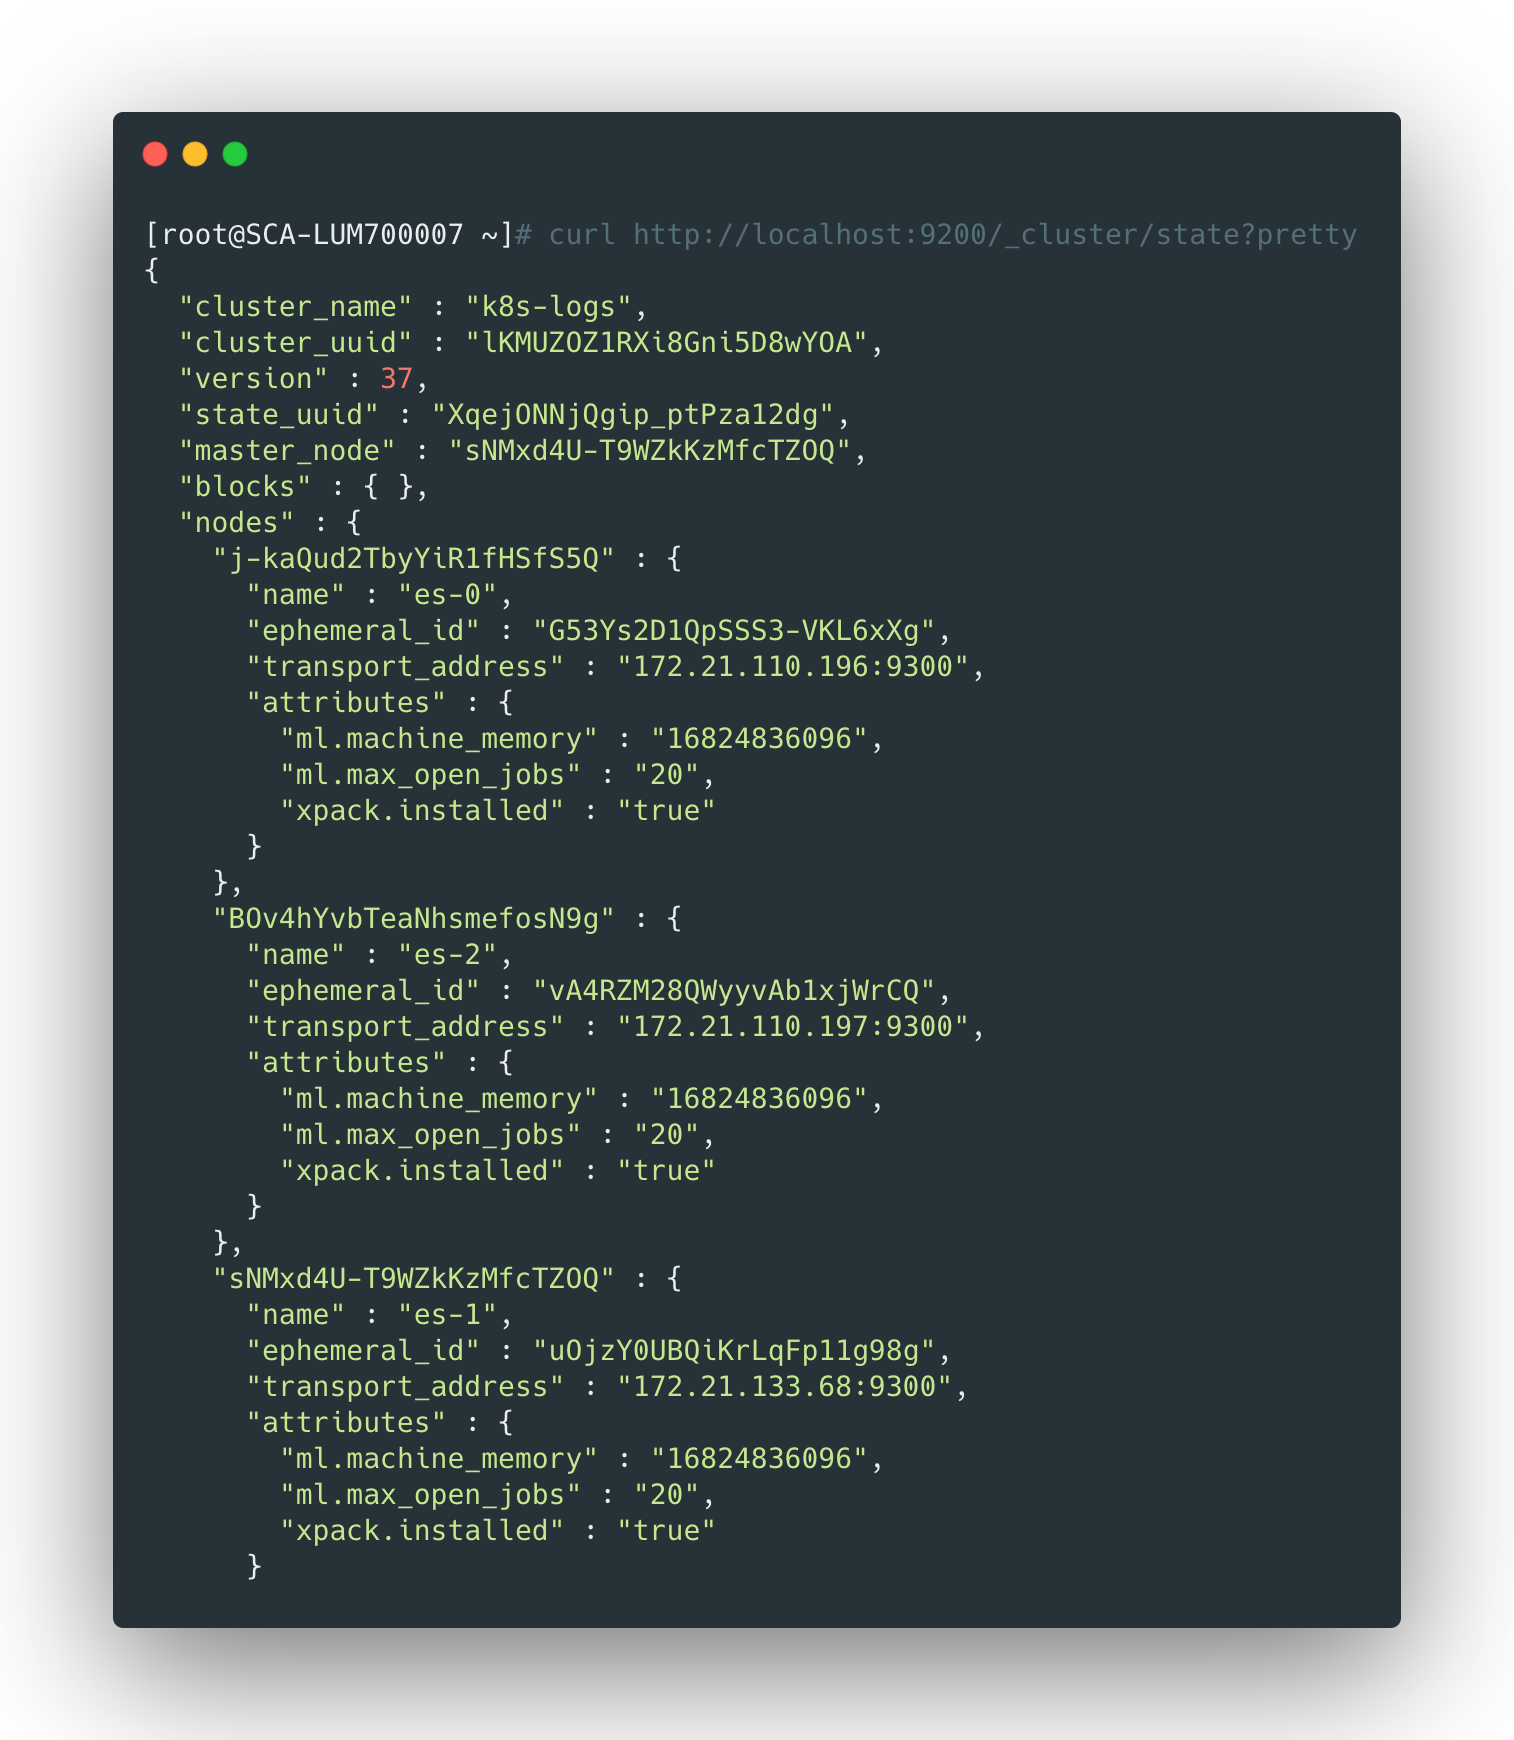 [root@SCA-LUM700007 ~]# curl http://localhost:9200/_cluster/state?pretty
{
  "cluster_name" : "k8s-logs",
  "cluster_uuid" : "lKMUZOZ1RXi8Gni5D8wYOA",
  "version" : 37,
  "state_uuid" : "XqejONNjQgip_ptPza12dg",
  "master_node" : "sNMxd4U-T9WZkKzMfcTZOQ",
  "blocks" : { },
  "nodes" : {
    "j-kaQud2TbyYiR1fHSfS5Q" : {
      "name" : "es-0",
      "ephemeral_id" : "G53Ys2D1QpSSS3-VKL6xXg",
      "transport_address" : "172.21.110.196:9300",
      "attributes" : {
        "ml.machine_memory" : "16824836096",
        "ml.max_open_jobs" : "20",
        "xpack.installed" : "true"
      }
    },
    "BOv4hYvbTeaNhsmefosN9g" : {
      "name" : "es-2",
      "ephemeral_id" : "vA4RZM28QWyyvAb1xjWrCQ",
      "transport_address" : "172.21.110.197:9300",
      "attributes" : {
        "ml.machine_memory" : "16824836096",
        "ml.max_open_jobs" : "20",
        "xpack.installed" : "true"
      }
    },
    "sNMxd4U-T9WZkKzMfcTZOQ" : {
      "name" : "es-1",
      "ephemeral_id" : "uOjzY0UBQiKrLqFp11g98g",
      "transport_address" : "172.21.133.68:9300",
      "attributes" : {
        "ml.machine_memory" : "16824836096",
        "ml.max_open_jobs" : "20",
        "xpack.installed" : "true"
      }